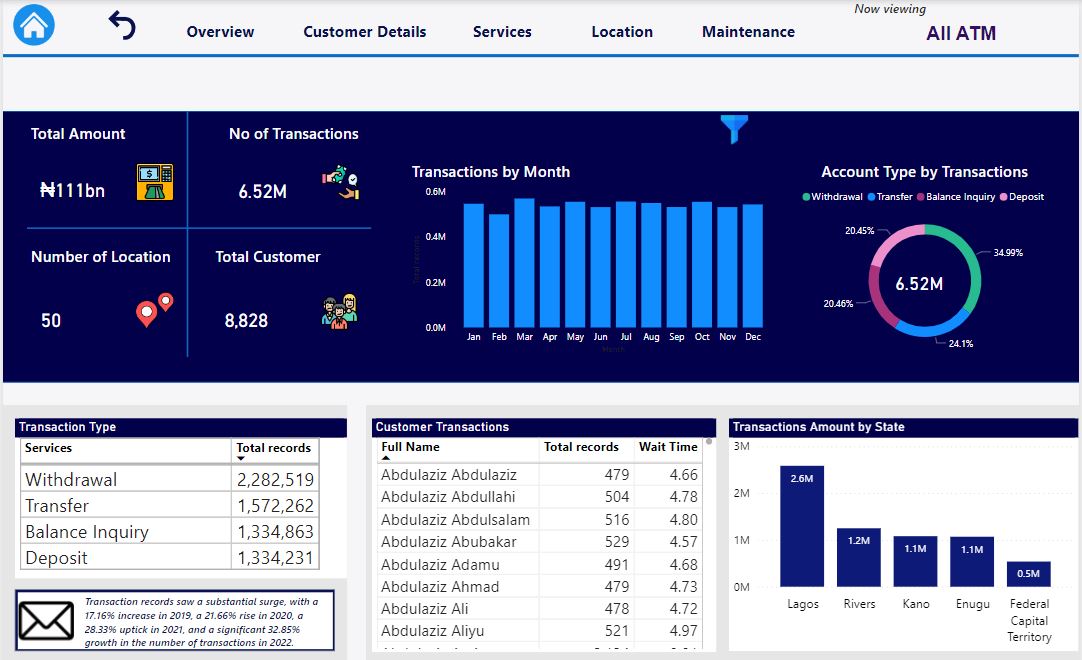 Now viewing
Overview Customer Details Services Location Maintenance All ATM
Total Amount
₦111bn
No of Transactions
6.52M
Number of Location
50
Total Customer
8,828
Transactions by Month
0.6M
0.4M
0.2M
0.0M
Total records
Jan Feb Mar Apr May Jun Jul Aug Sep Oct Nov Dec
Month
Account Type by Transactions
Withdrawal Transfer Balance Inquiry Deposit
20.45%
34.99%
6.52M
20.46%
24.1%
Transaction Type
Services Total records
Withdrawal 2,282,519
Transfer 1,572,262
Balance Inquiry 1,334,863
Deposit 1,334,231
Transaction records saw a substantial surge, with a
17.16% increase in 2019, a 21.66% rise in 2020, a
28.33% uptick in 2021, and a significant 32.85%
growth in the number of transactions in 2022.
Customer Transactions
Full Name Total records Wait Time
Abdulaziz Abdulaziz 479 4.66
Abdulaziz Abdullahi 504 4.78
Abdulaziz Abdulsalam 516 4.80
Abdulaziz Abubakar 529 4.57
Abdulaziz Adamu 491 4.68
Abdulaziz Ahmad 479 4.73
Abdulaziz Ali 478 4.72
Abdulaziz Aliyu 521 4.97
Transactions Amount by State
3M
2M
1M
0M
2.6M
1.2M
1.1M
1.1M
0.5M
Lagos Rivers Kano Enugu Federal
Capital
Territory